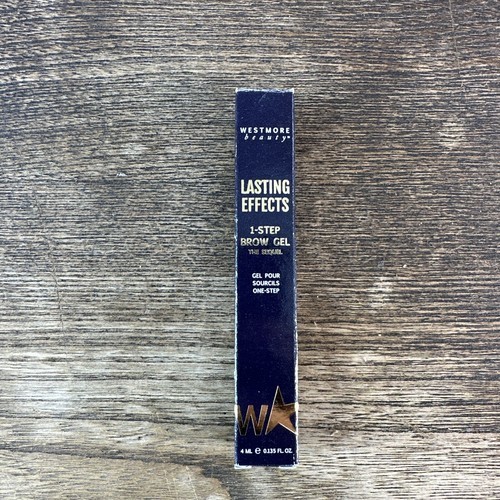 WESTMORE
beauty™
LASTING
EFFECTS
1-STEP
BROW GEL
THE SEQUEL
GEL POUR
SOURCILS
ONE-STEP
W
4 ML ℮ 0.135 FL. OZ.